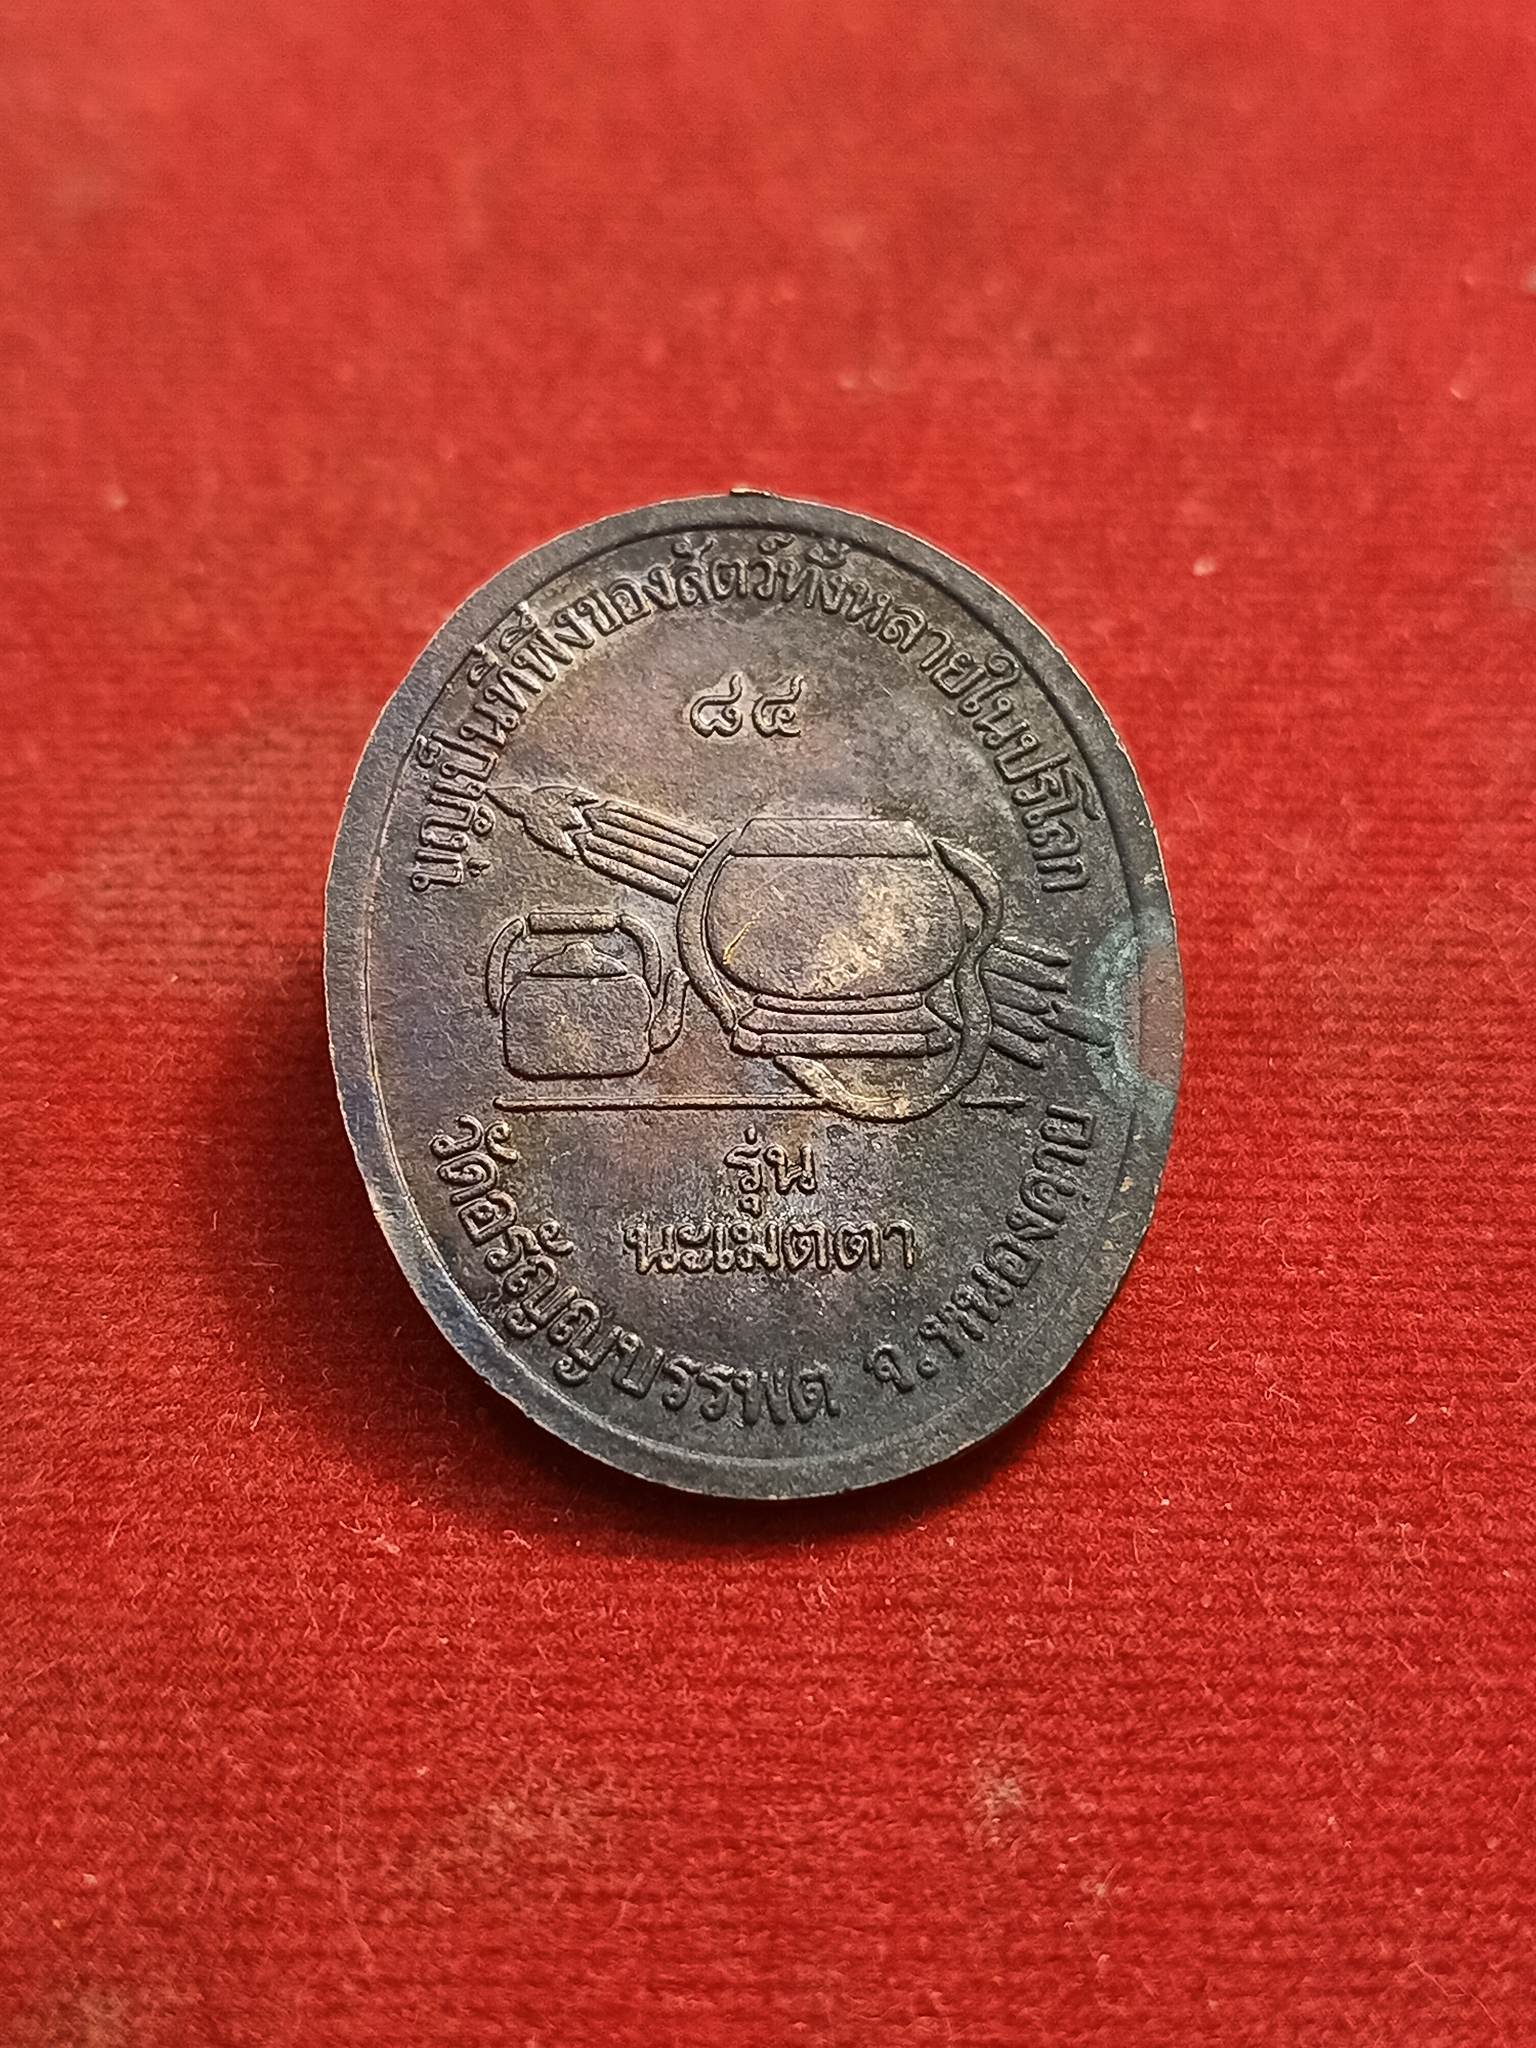 บุญเป็นที่พึ่งของสัตว์ทั้งหลายในปรโลก
๘๔
รุ่น
นะเมตตา
วัดอรัญญบรรพต จ.หนองคาย